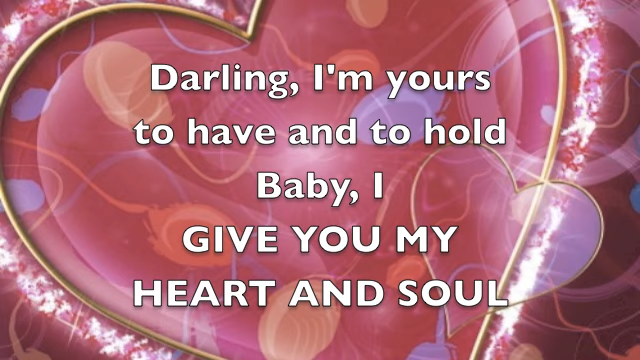 Darling, I'm yours
to have and to hold
Baby, I
GIVE YOU MY
HEART AND SOUL